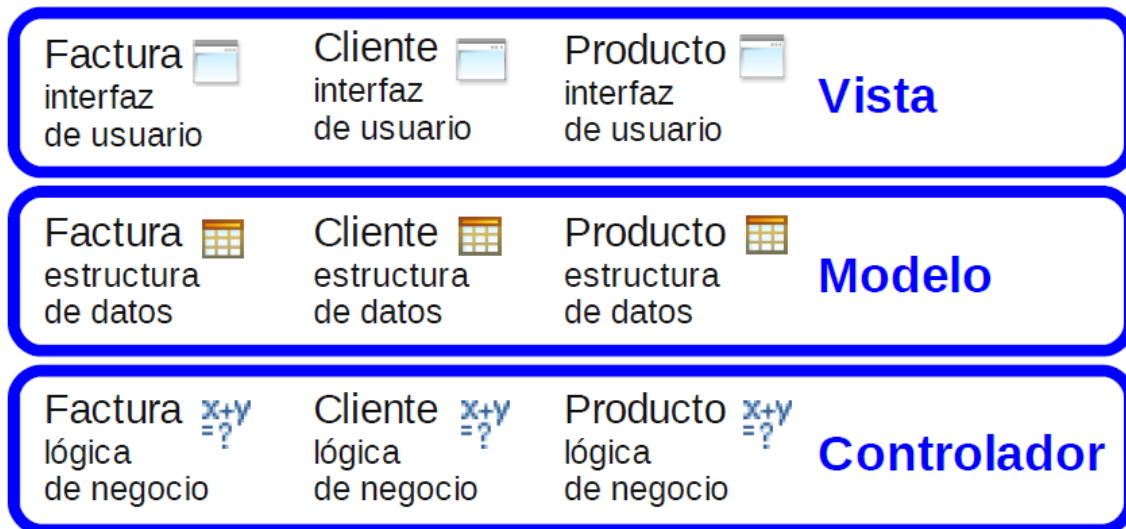 Factura
interfaz
de usuario
Cliente
interfaz
de usuario
Producto
interfaz
de usuario
Vista
Factura
estructura
de datos
Cliente
estructura
de datos
Producto
estructura
de datos
Modelo
Factura
x+y
=?
lógica
de negocio
Cliente
x+y
=?
lógica
de negocio
Producto
x+y
=?
lógica
de negocio
Controlador